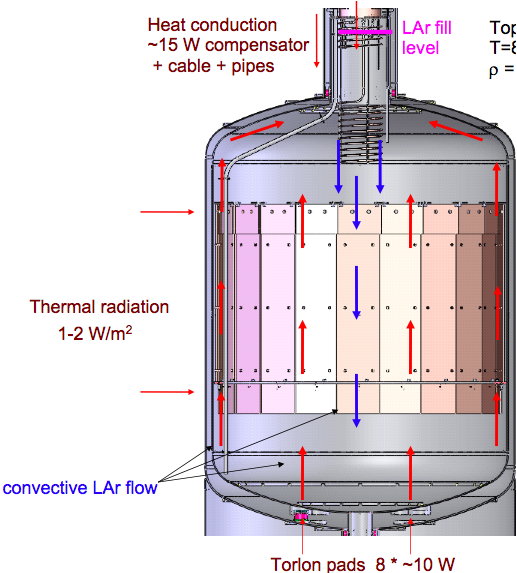 Heat conduction
~15 W compensator
+ cable + pipes
LAr fill
level
Top
T=8
ρ =
Thermal radiation
1-2 W/m²
convective LAr flow
Torlon pads 8 * ~10 W